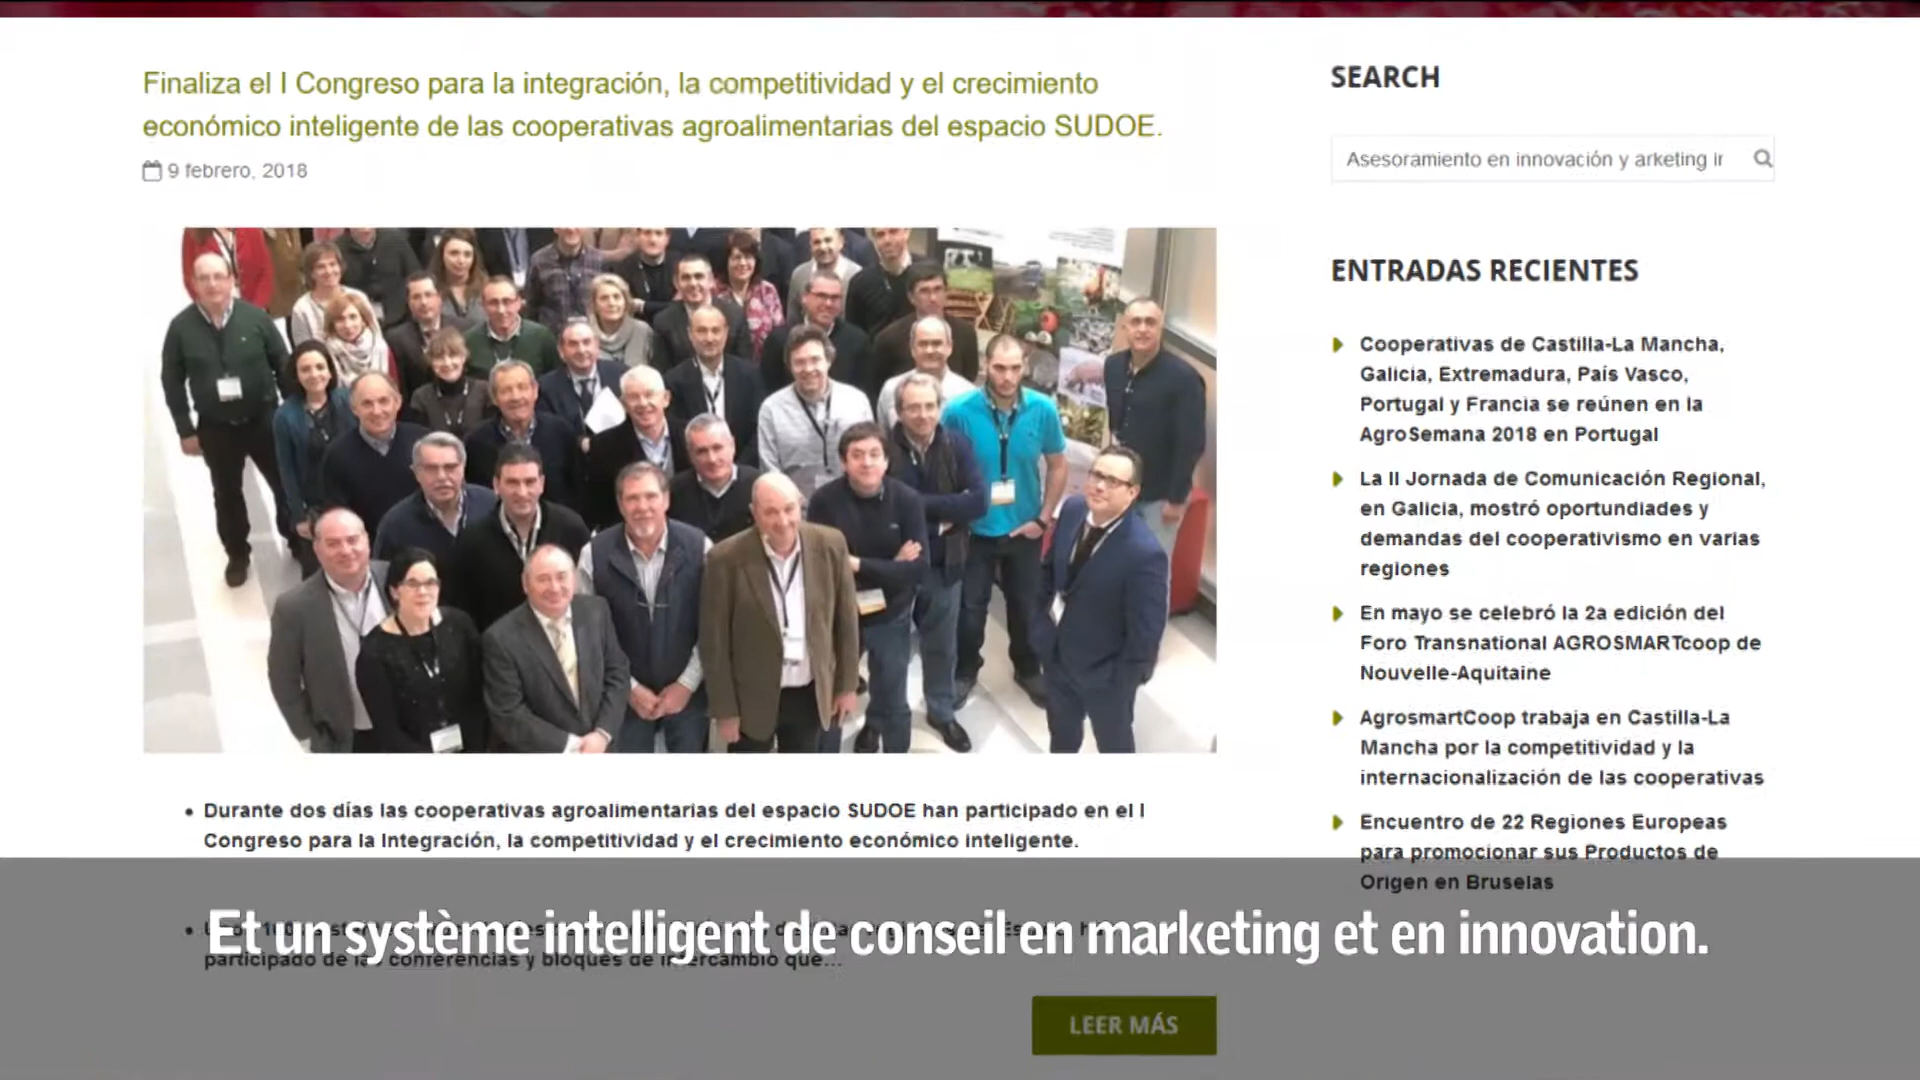 Finaliza el I Congreso para la integración, la competitividad y el crecimiento
económico inteligente de las cooperativas agroalimentarias del espacio SUDOE.
9 febrero, 2018
Durante dos días las cooperativas agroalimentarias del espacio SUDOE han participado en el I
Congreso para la Integración, la competitividad y el crecimiento económico inteligente.
participado de conferencias y bloques de intercambio que...
LEER MÁS
SEARCH
Asesoramiento en innovación y arketing ir
ENTRADAS RECIENTES
Cooperativas de Castilla-La Mancha,
Galicia, Extremadura, País Vasco,
Portugal y Francia se reúnen en la
AgroSemana 2018 en Portugal
La II Jornada de Comunicación Regional,
en Galicia, mostró oportundiades y
demandas del cooperativismo en varias
regiones
En mayo se celebró la 2a edición del
Foro Transnational AGROSMARTcoop de
Nouvelle-Aquitaine
AgrosmartCoop trabaja en Castilla-La
Mancha por la competitividad y la
internacionalización de las cooperativas
Encuentro de 22 Regiones Europeas
para promocionar sus Productos de
Origen en Bruselas
Et un système intelligent de conseil en marketing et en innovation.